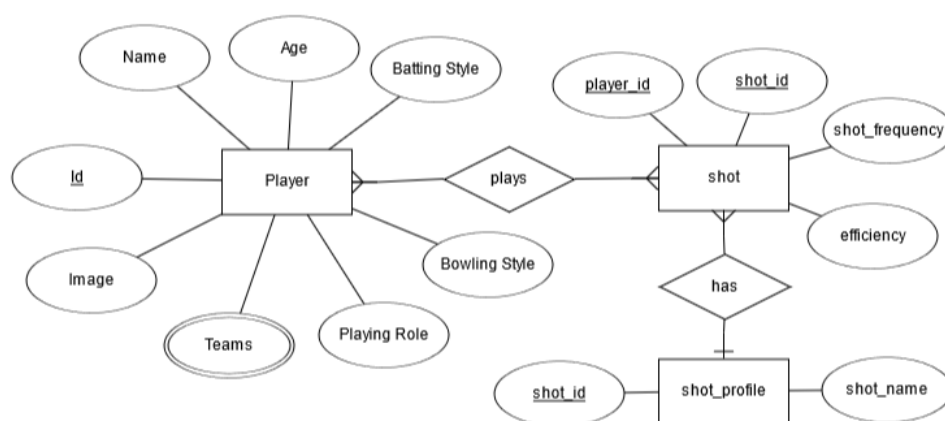 Name
Age
Batting Style
player_id
shot_id
shot_frequency
Id
Player
plays
shot
Image
Bowling Style
efficiency
has
Teams
Playing Role
shot_id
shot_profile
shot_name